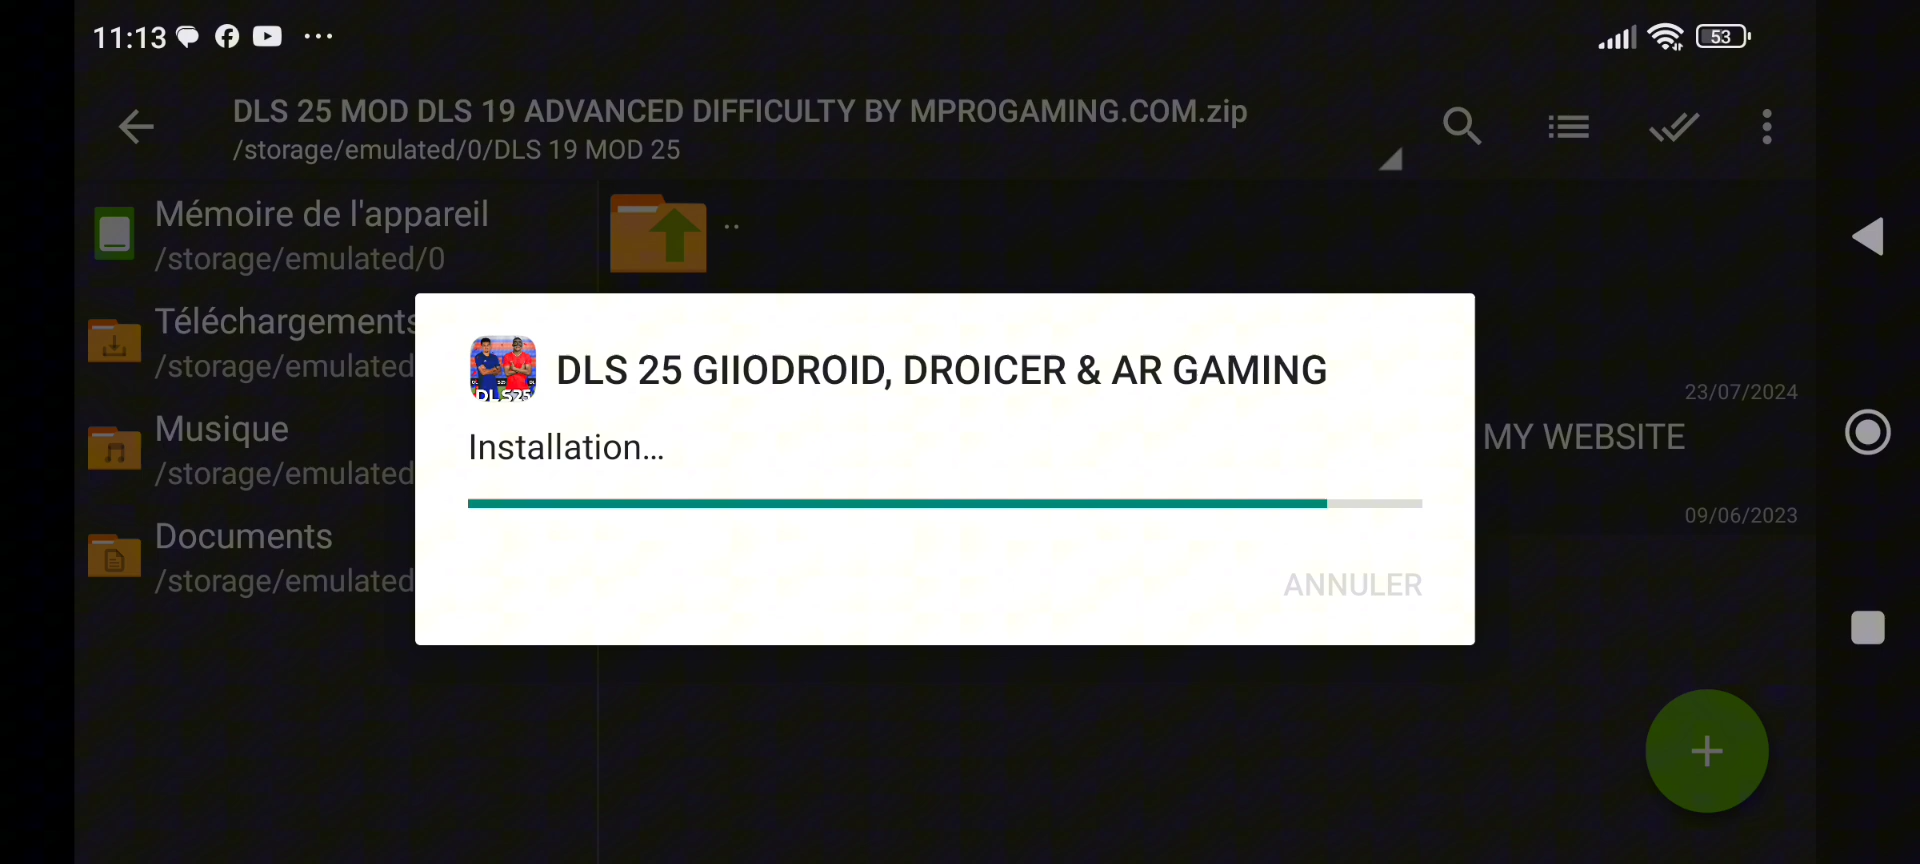 11:13
53
DLS 25 MOD DLS 19 ADVANCED DIFFICULTY BY MPROGAMING.COM.zip
/storage/emulated/0/DLS 19 MOD 25
Mémoire de l'appareil
/storage/emulated/0
..
Téléchargements
/storage/emulated
Musique
/storage/emulated
Documents
/storage/emulated
DLS25
DLS 25 GIIODROID, DROICER & AR GAMING
Installation…
ANNULER
23/07/2024
MY WEBSITE
09/06/2023